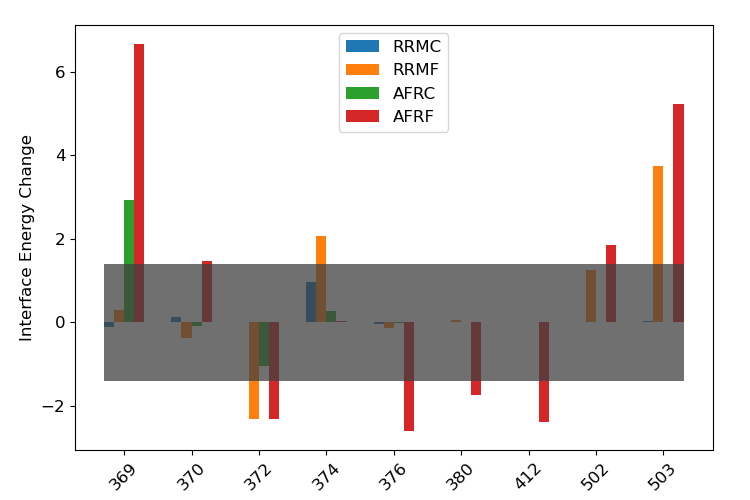 RRMC
RRMF
AFRC
AFRF
Interface Energy Change
6
4
2
0
−2
369 370 372 374 376 380 412 502 503